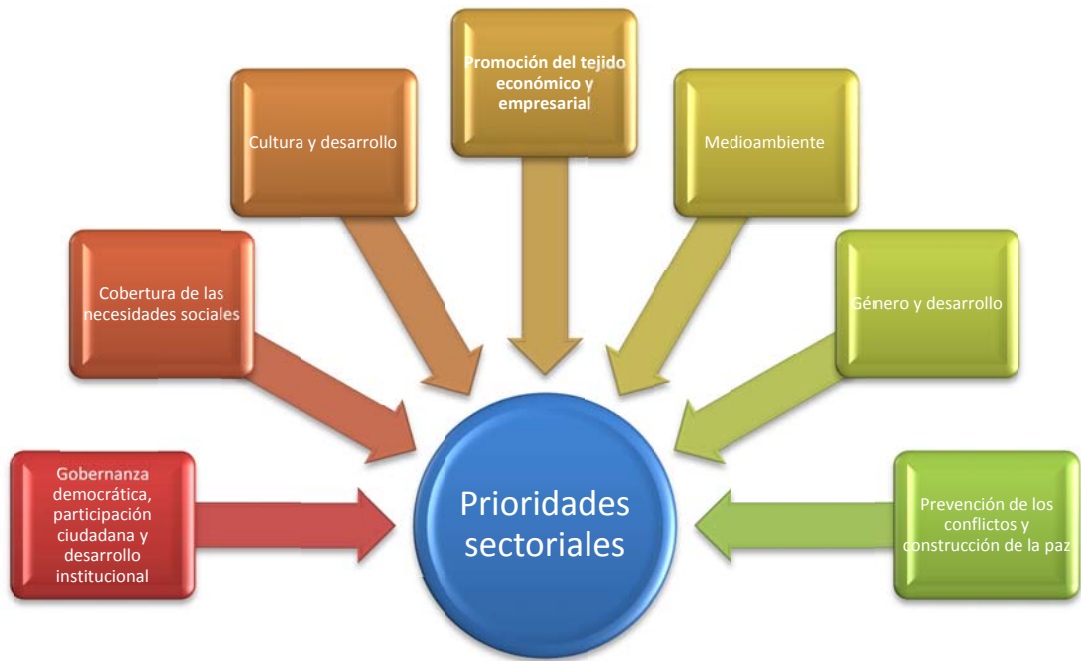 Promoción del tejido
económico y
empresarial
Cultura y desarrollo
Medioambiente
Cobertura de las
necesidades sociales
Género y desarrollo
Gobernanza
democrática,
participación
ciudadana y
desarrollo
institucional
Prioridades
sectoriales
Prevención de los
conflictos y
construcción de la paz